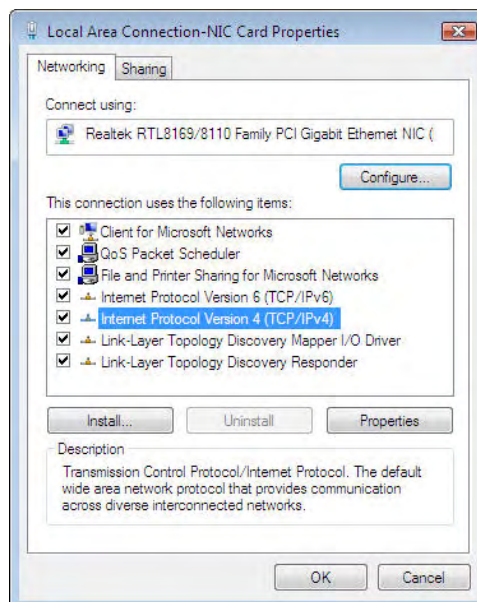 Local Area Connection-NIC Card Properties
Networking
Sharing
Connect using:
Realtek RTL8169/8110 Family PCI Gigabit Ethernet NIC (
Configure...
This connection uses the following items:
Client for Microsoft Networks
QoS Packet Scheduler
File and Printer Sharing for Microsoft Networks
Internet Protocol Version 6 (TCP/IPv6)
Internet Protocol Version 4 (TCP/IPv4)
Link-Layer Topology Discovery Mapper I/O Driver
Link-Layer Topology Discovery Responder
Install...
Uninstall
Properties
Description
Transmission Control Protocol/Internet Protocol. The default
wide area network protocol that provides communication
across diverse interconnected networks.
OK
Cancel